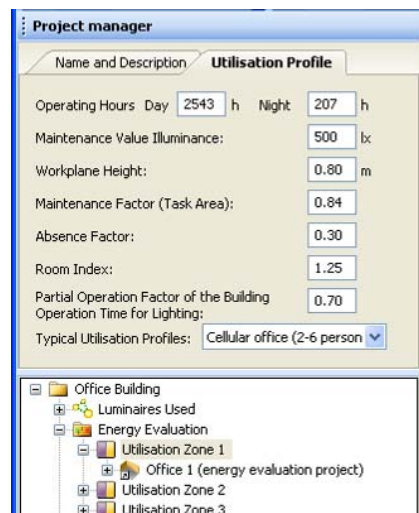 Project manager
Name and Description Utilisation Profile
Operating Hours Day 2543 h Night 207 h
Maintenance Value Illuminance: 500 lx
Workplane Height: 0.80 m
Maintenance Factor (Task Area): 0.84
Absence Factor: 0.30
Room Index: 1.25
Partial Operation Factor of the Building
Operation Time for Lighting: 0.70
Typical Utilisation Profiles: Cellular office (2-6 person
Office Building
Luminaires Used
Energy Evaluation
Utilisation Zone 1
Office 1 (energy evaluation project)
Utilisation Zone 2
Utilisation Zone 3